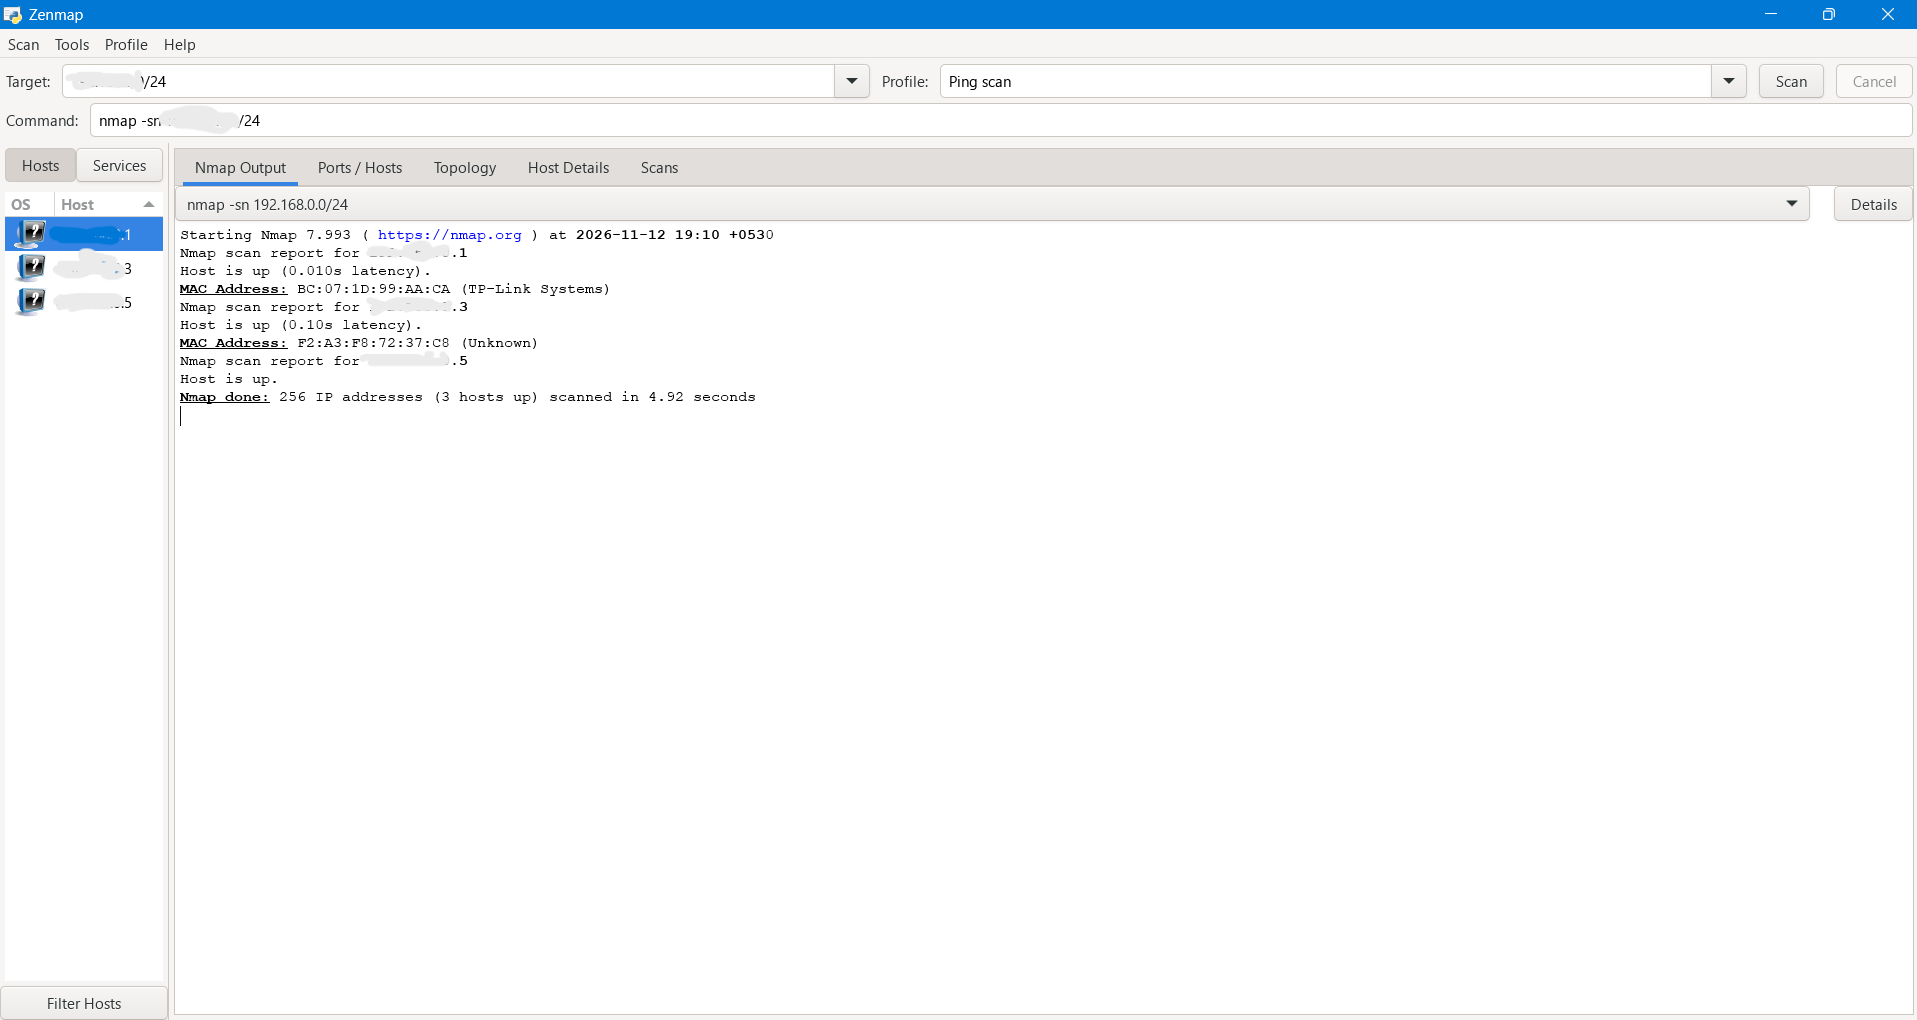 Zenmap
Scan Tools Profile Help
Target: /24 Profile: Ping scan Scan Cancel
Command: nmap -sn /24
Hosts Services
Nmap Output Ports / Hosts Topology Host Details Scans
OS Host
.1
3
.5
nmap -sn 192.168.0.0/24 Details
Starting Nmap 7.993 ( https://nmap.org ) at 2026-11-12 19:10 +0530
Nmap scan report for .1
Host is up (0.010s latency).
MAC Address: BC:07:1D:99:AA:CA (TP-Link Systems)
Nmap scan report for .3
Host is up (0.10s latency).
MAC Address: F2:A3:F8:72:37:C8 (Unknown)
Nmap scan report for .5
Host is up.
Nmap done: 256 IP addresses (3 hosts up) scanned in 4.92 seconds
Filter Hosts